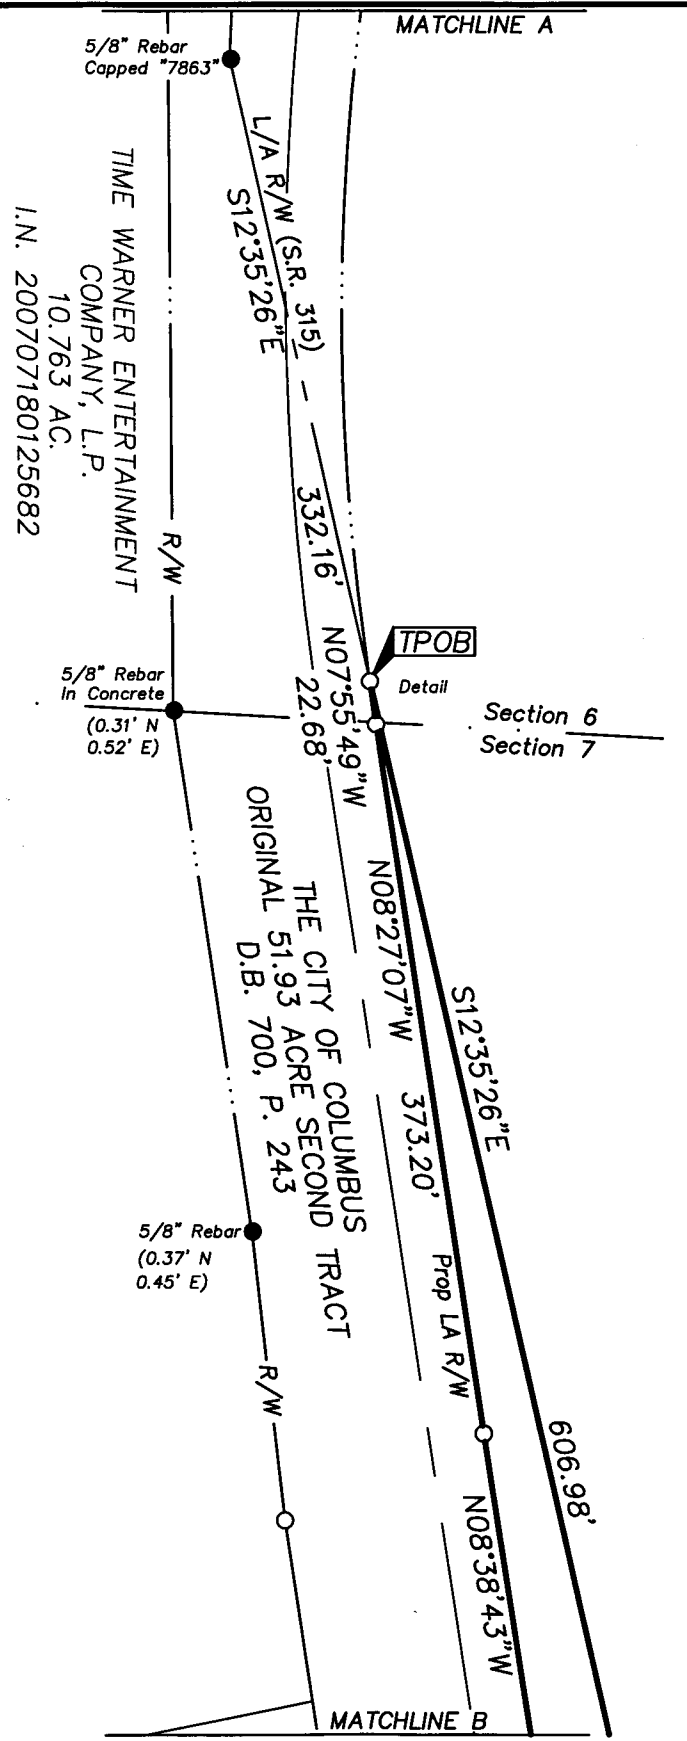 MATCHLINE A
5/8" Rebar
Capped "7863"
L/A R/W (S.R. 315)
S12°35'26"E
TIME WARNER ENTERTAINMENT
COMPANY, L.P.
10.763 AC.
I.N. 200707180125682
R/W
332.16'
TPOB
Detail
N07°55'49"W
22.68'
5/8" Rebar
In Concrete
(0.31' N
0.52' E)
Section 6
Section 7
THE CITY OF COLUMBUS
ORIGINAL 51.93 ACRE SECOND TRACT
D.B. 700, P. 243
N08°27'07"W
373.20'
S12°35'26"E
606.98'
5/8" Rebar
(0.37' N
0.45' E)
Prop LA R/W
R/W
N08°38'43"W
MATCHLINE B